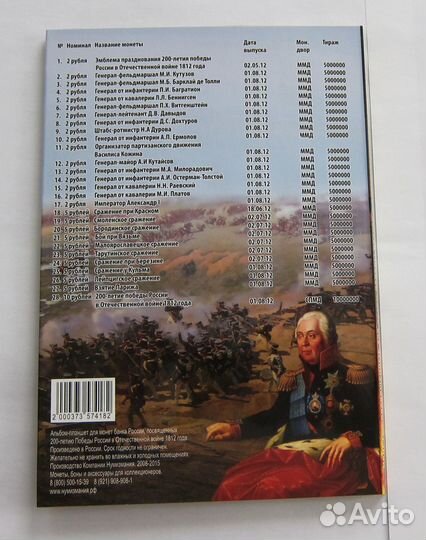 № Номинал Название монеты Дата выпуска Мон. двор Тираж
1. 2 рубля Эмблема празднования 200-летия победы
России в Отечественной войне 1812 года 02.05.12 ММД 5000000
2. 2 рубля Генерал-фельдмаршал М.И. Кутузов 01.08.12 ММД 5000000
3. 2 рубля Генерал-фельдмаршал М.Б. Барклай де Толли 01.08.12 ММД 5000000
4. 2 рубля Генерал от инфантерии П.И. Багратион 01.08.12 ММД 5000000
5. 2 рубля Генерал от кавалерии Л.Л. Беннигсен 01.08.12 ММД 5000000
6. 2 рубля Генерал-фельдмаршал П.Х. Витгенштейн 01.08.12 ММД 5000000
7. 2 рубля Генерал-лейтенант Д.В. Давыдов 01.08.12 ММД 5000000
8. 2 рубля Генерал от инфантерии Д.С. Дохтуров 01.08.12 ММД 5000000
9. 2 рубля Штабс-ротмистр Н.А Дурова 01.08.12 ММД 5000000
10. 2 рубля Генерал от инфантерии А.П. Ермолов 01.08.12 ММД 5000000
11. 2 рубля Организатор партизанского движения
Василиса Кожина 01.08.12 ММД 5000000
12. 2 рубля Генерал-майор А.И Кутайсов 01.08.12 ММД 5000000
13. 2 рубля Генерал от инфантерии М.А. Милорадович 01.08.12 ММД 5000000
14. 2 рубля Генерал от инфантерии А.И. Остерман-Толстой 01.08.12 ММД 5000000
15. 2 рубля Генерал от кавалерии Н.Н. Раевский 01.08.12 ММД 5000000
16. 2 рубля Генерал от кавалерии М.И. Платов 01.08.12 ММД 5000000
17. 2 рубля Император Александр I 01.08.12 ММД 5000000
18. 5 рублей Сражение при Красном 18.06.12 ММД 5000000
19. 5 рублей Смоленское сражение 02.07.12 ММД 5000000
20. 5 рублей Бородинское сражение 02.07.12 ММД 5000000
21. 5 рублей Бой при Вязьме 02.07.12 ММД 5000000
22. 5 рублей Малоярославецкое сражение 02.07.12 ММД 5000000
23. 5 рублей Тарутинское сражение 02.07.12 ММД 5000000
24. 5 рублей Сражение при Березине 01.08.12 ММД 5000000
25. 5 рублей Сражение у Кульма 01.08.12 ММД 5000000
26. 5 рублей Лейпцигское сражение 01.08.12 ММД 5000000
27. 5 рублей Взятие Парижа 01.08.12 ММД 5000000
28. 10 рублей 200-летие победы России
в Отечественной войне 1812 года 01.08.12 СПМД
2 000373 574182
Альбом-планшет для монет банка России, посвященных
200-летию Победы России в Отечественной войне 1812 года.
Произведено в России. Срок годности не ограничен.
Желательно не хранить во влажных и холодных помещениях
Производство Компании Нумизмания. 2008-2015
Монеты, боны и аксессуары для коллекционеров.
8 (800) 500-15-39 8 (921) 908-908-1
www.нумизмания.рф
Avito